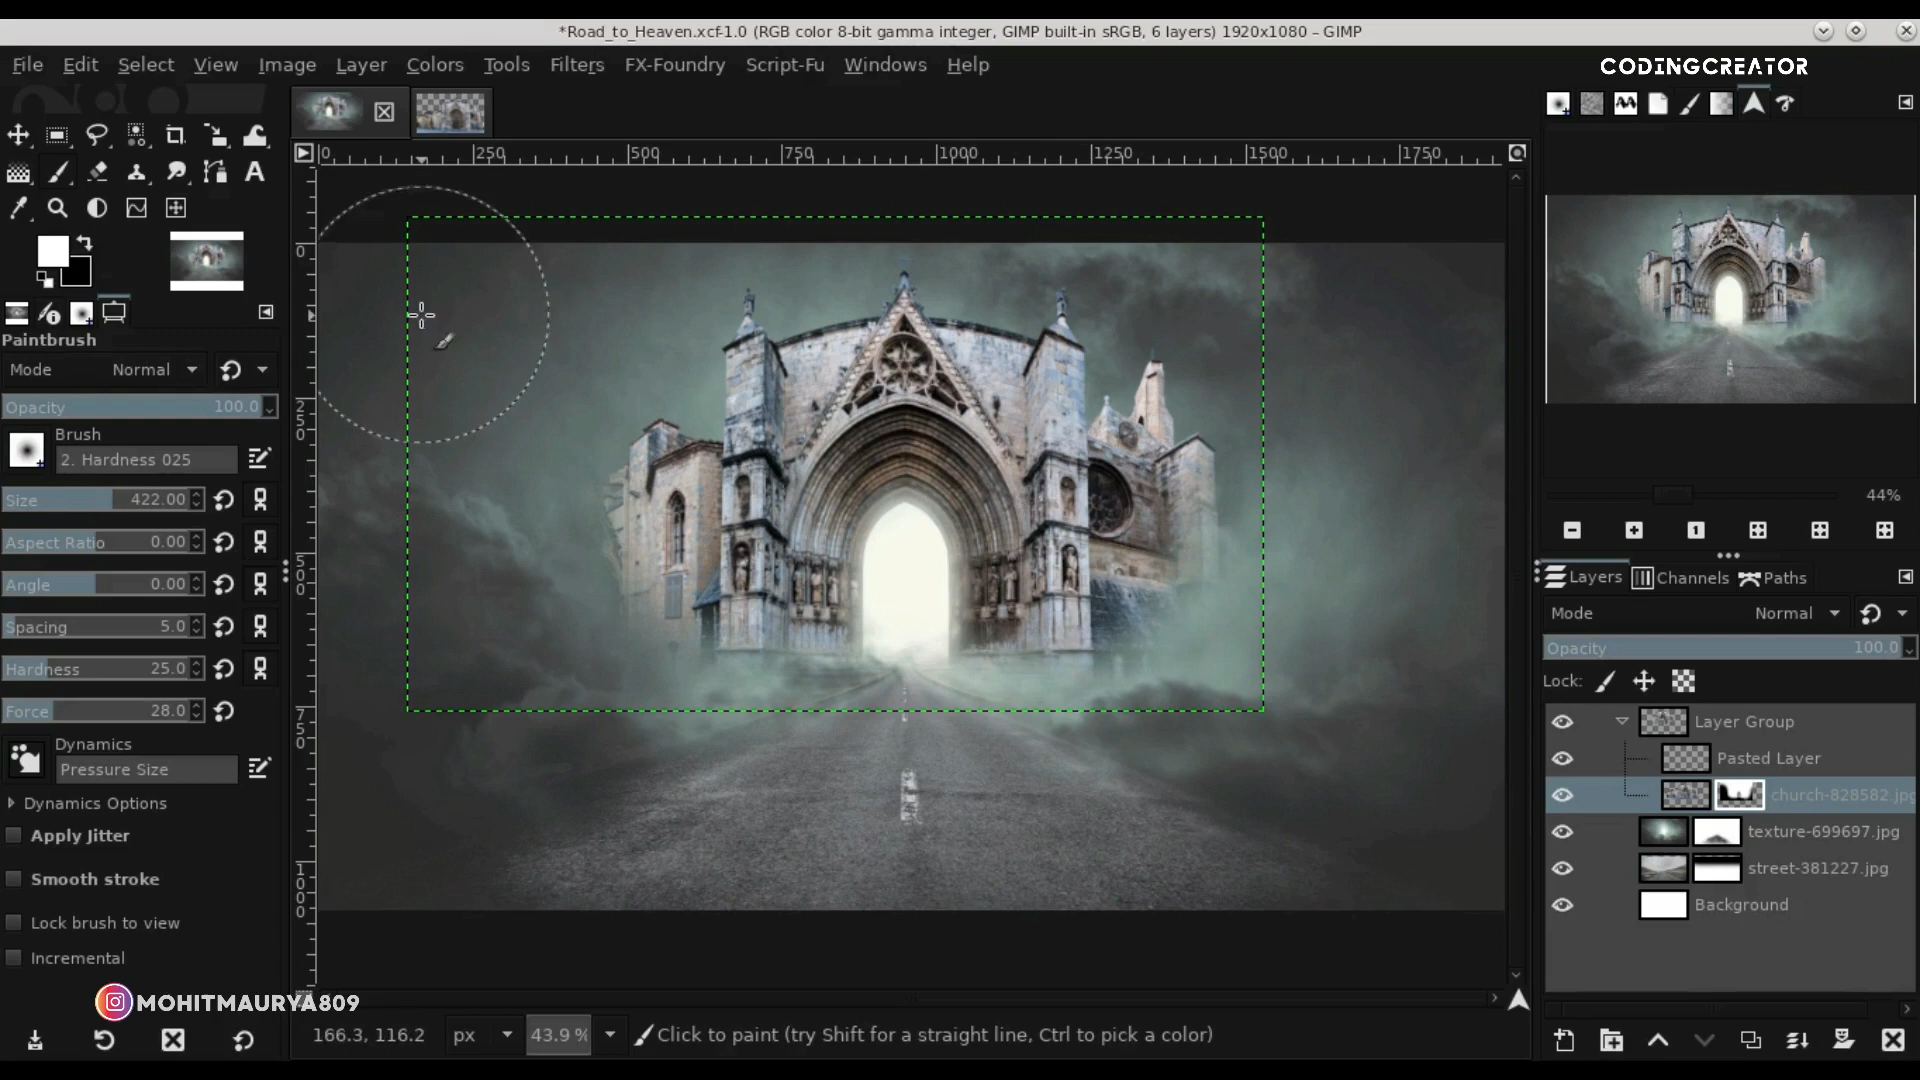 *Road_to_Heaven.xcf-1.0 (RGB color 8-bit gamma integer, GIMP built-in sRGB, 6 layers) 1920x1080 – GIMP
File Edit Select View Image Layer Colors Tools Filters FX-Foundry Script-Fu Windows Help
CODINGCREATOR
0 250 500 750 1000 1250 1500 1750
0
250
500
750
1000
Paintbrush
Mode Normal
Opacity 100.0
Brush
2. Hardness 025
Size 422.00
Aspect Ratio 0.00
Angle 0.00
Spacing 5.0
Hardness 25.0
Force 28.0
Dynamics
Pressure Size
Dynamics Options
Apply Jitter
Smooth stroke
Lock brush to view
Incremental
MOHITMAURYA809
166.3, 116.2 px 43.9 % Click to paint (try Shift for a straight line, Ctrl to pick a color)
44%
1
Layers Channels Paths
Mode Normal
Opacity 100.0
Lock:
Layer Group
Pasted Layer
church-828582.jpg
texture-699697.jpg
street-381227.jpg
Background